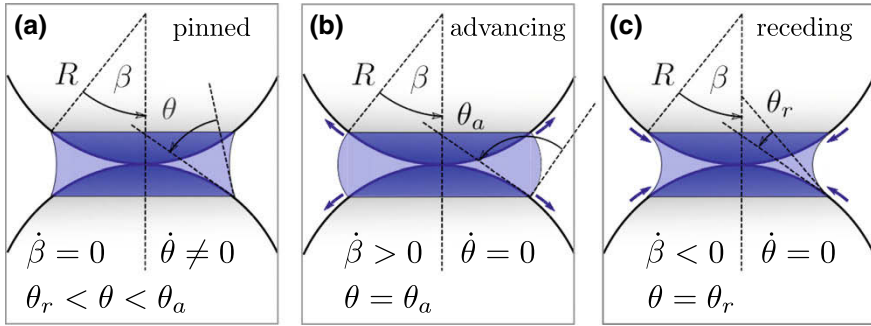 (a) pinned
R β
θ
β̇ = 0 θ̇ ≠ 0
θ_r < θ < θ_a
(b) advancing
R β
θ_a
β̇ > 0 θ̇ = 0
θ = θ_a
(c) receding
R β
θ_r
β̇ < 0 θ̇ = 0
θ = θ_r